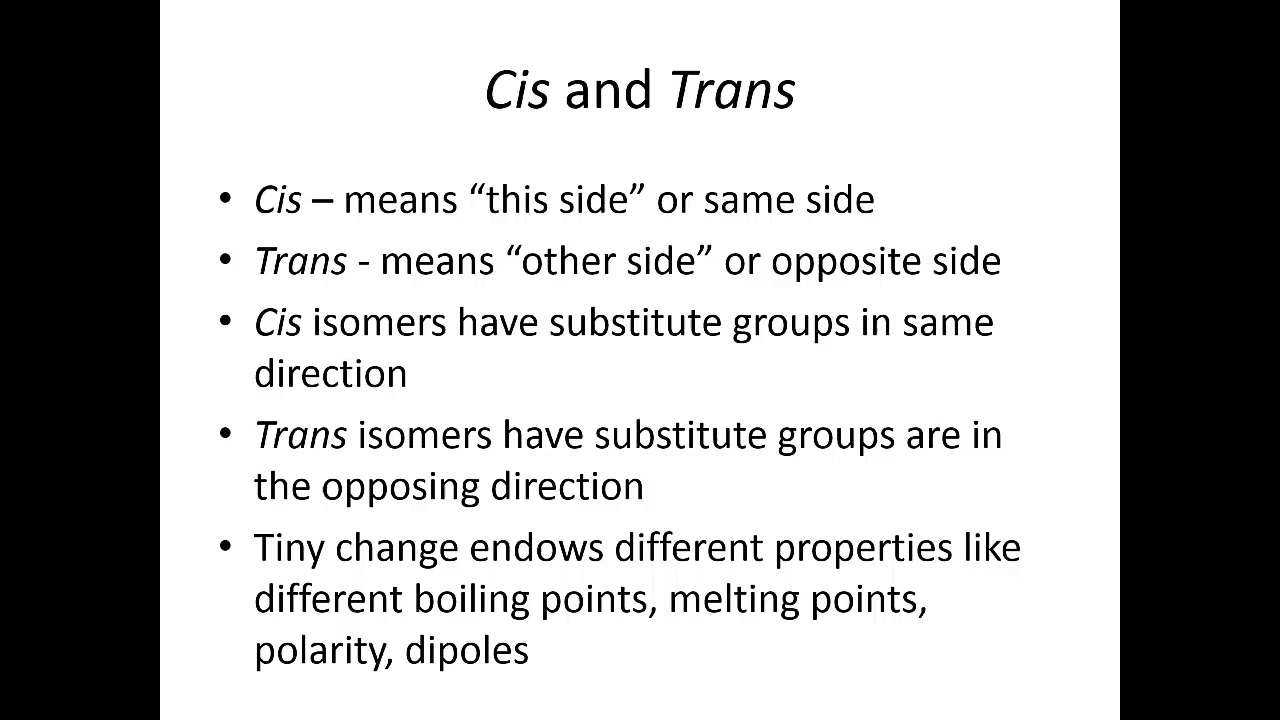 Cis and Trans
• Cis – means “this side” or same side
• Trans - means “other side” or opposite side
• Cis isomers have substitute groups in same
direction
• Trans isomers have substitute groups are in
the opposing direction
• Tiny change endows different properties like
different boiling points, melting points,
polarity, dipoles